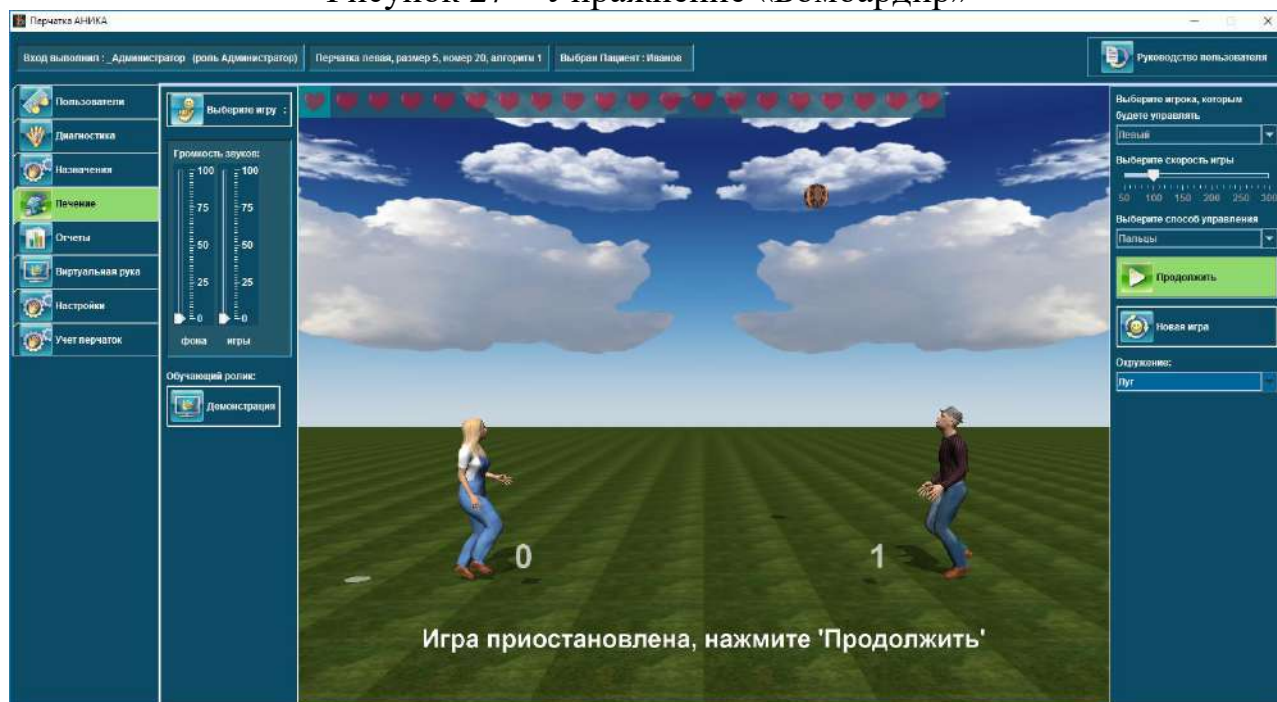 Рисунок 27 – Упражнение «Бомбардир»
Перчатка АНИКА
Вход выполнил : _Администратор (роль Администратор)
Перчатка левая, размер 5, номер 20, алгоритм 1
Выбран Пациент : Иванов
Руководство пользователя
Пользователи
Диагностика
Назначения
Лечение
Отчеты
Виртуальная рука
Настройки
Учет перчаток
Выберите игру :
Громкость звуков:
100 100
75 75
50 50
25 25
0 0
фона игры
Обучающий ролик:
Демонстрация
0
1
Игра приостановлена, нажмите 'Продолжить'
Выберите игрока, которым
будете управлять
Левый
Выберите скорость игры
50 100 150 200 250 300
Выберите способ управления
Пальцы
Продолжить
Новая игра
Окружение:
Луг